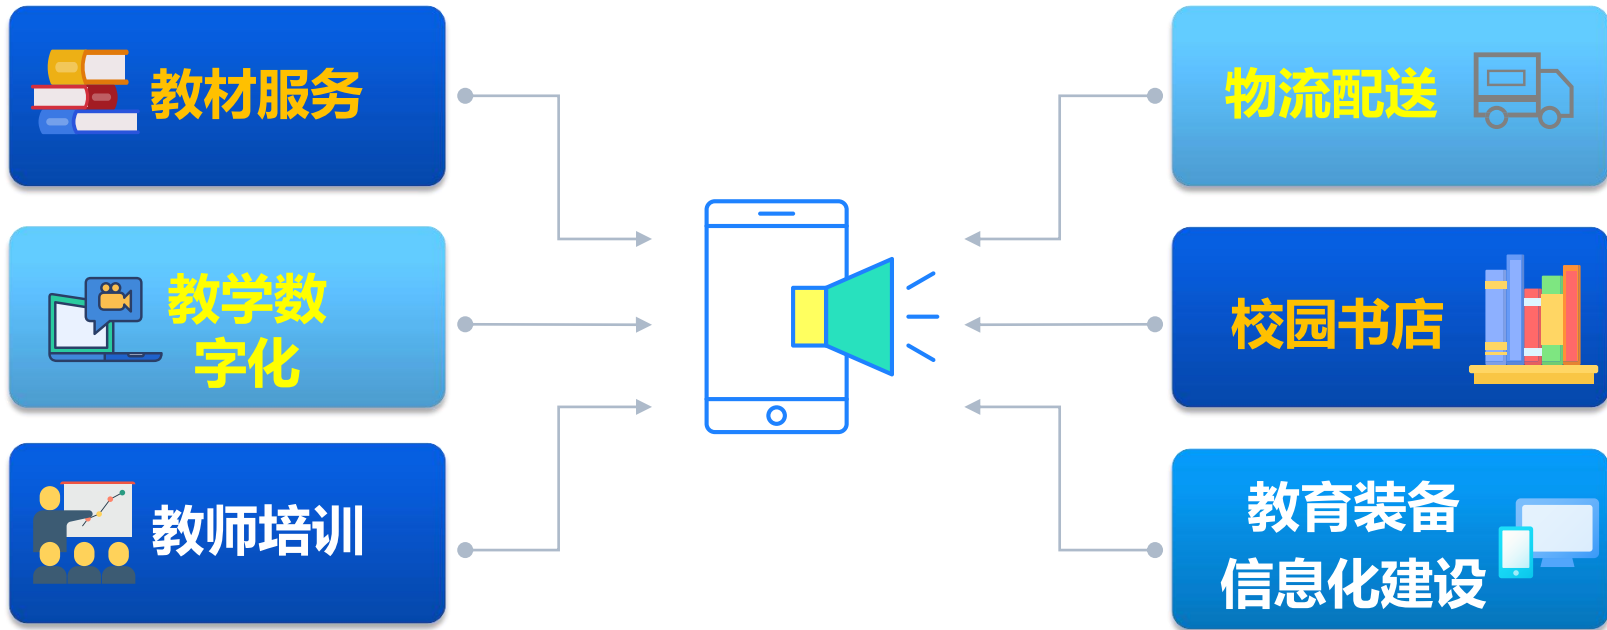 教材服务
教学数
字化
教师培训
物流配送
校园书店
教育装备
信息化建设